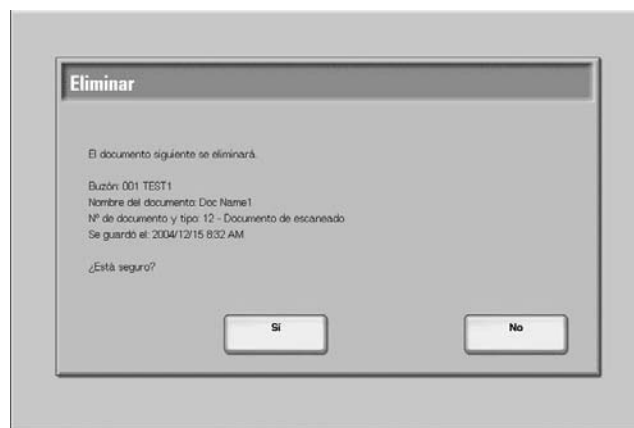 Eliminar
El documento siguiente se eliminará.
Buzón: 001 TEST1
Nombre del documento: Doc Name1
Nº de documento y tipo: 12 - Documento de escaneado
Se guardó el: 2004/12/15 8:32 AM
¿Está seguro?
Sí
No